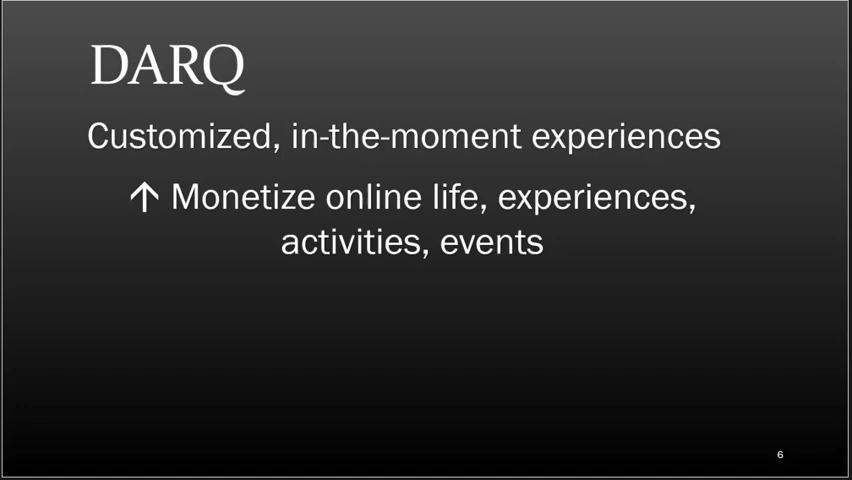 DARQ
Customized, in-the-moment experiences
↑ Monetize online life, experiences,
activities, events
6